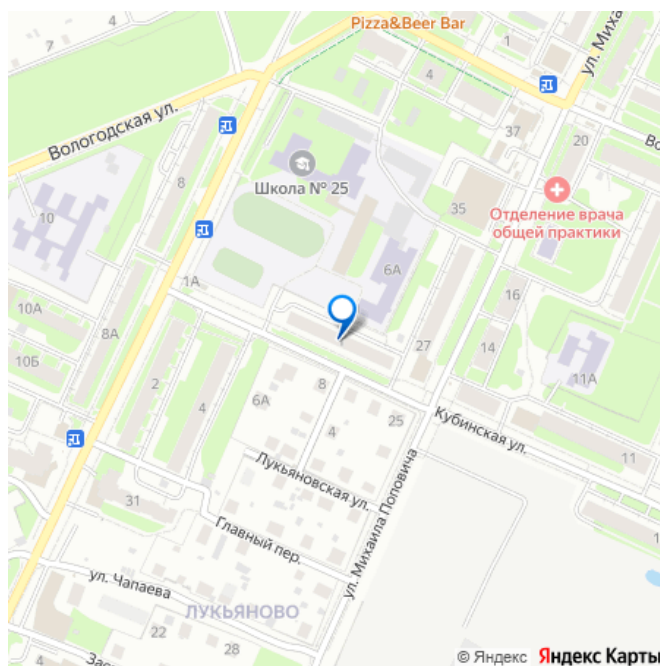 Pizza&Beer Bar
7
4
4
1
ул. Миха
Вологодская ул.
37
Во
20
Школа № 25
8
10
35
Отделение врача
общей практики
6А
1А
16
10А
8А
27
14
10Б
2
4
8
6А
11А
25
Кубинская ул.
4
11
Лукьяновская ул.
31
Главный пер.
ул. Михаила Поповича
1
ул. Чапаева
ЛУКЬЯНОВО
22
28
Зас
© Яндекс Яндекс Карты